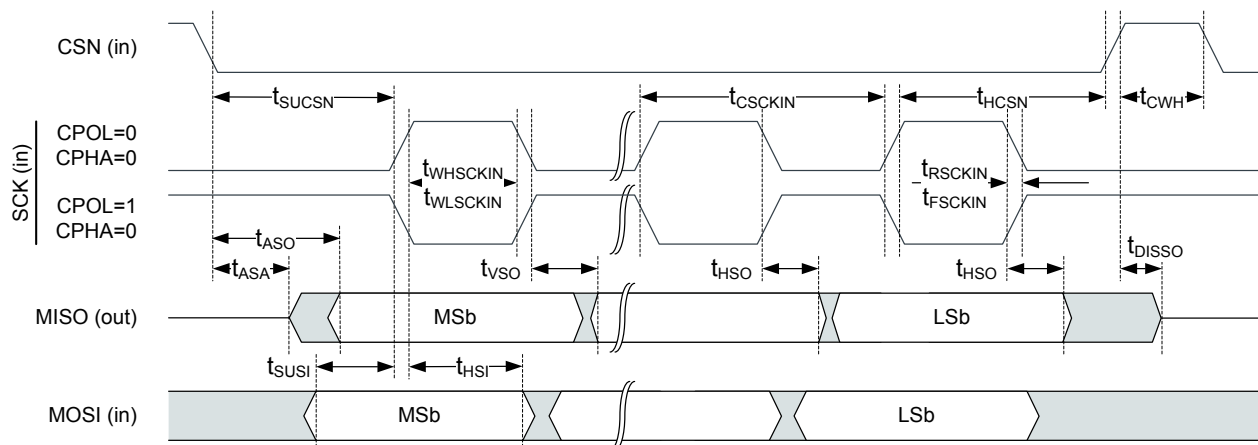 CSN (in)
tSUCSN
tCSCKIN
tHCSN
tCWH
SCK (in)
CPOL=0
CPHA=0
tWHSCKIN
tWLSCKIN
tRSCKIN
tFSCKIN
CPOL=1
CPHA=0
tASO
tASA
tVSO
tHSO
tHSO
tDISSO
MISO (out)
MSb
LSb
tSUSI
tHSI
MOSI (in)
MSb
LSb